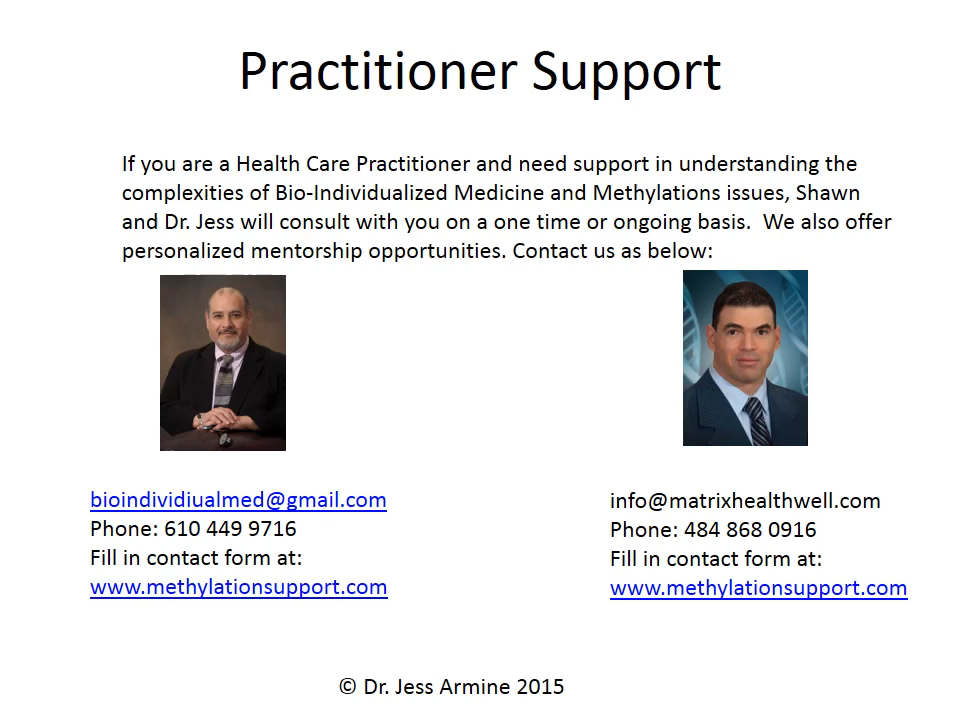 Practitioner Support
If you are a Health Care Practitioner and need support in understanding the
complexities of Bio-Individualized Medicine and Methylations issues, Shawn
and Dr. Jess will consult with you on a one time or ongoing basis.  We also offer
personalized mentorship opportunities. Contact us as below:
bioindividiualmed@gmail.com
Phone: 610 449 9716
Fill in contact form at:
www.methylationsupport.com
info@matrixhealthwell.com
Phone: 484 868 0916
Fill in contact form at:
www.methylationsupport.com
© Dr. Jess Armine 2015